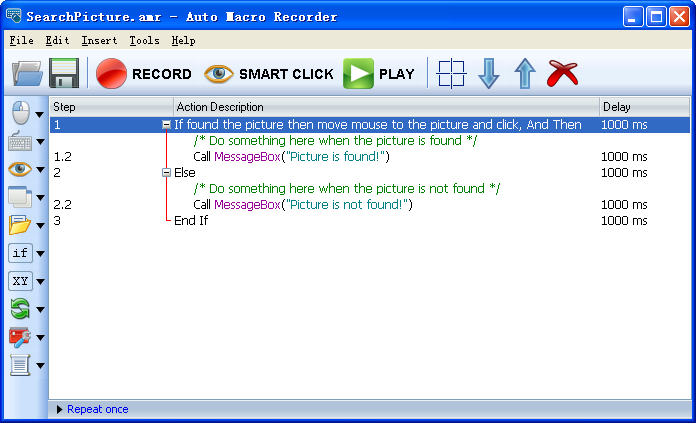 SearchPicture.amr - Auto Macro Recorder
File Edit Insert Tools Help
RECORD SMART CLICK PLAY
Step Action Description Delay
1 If found the picture then move mouse to the picture and click, And Then 1000 ms
/* Do something here when the picture is found */
1.2 Call MessageBox("Picture is found!") 1000 ms
2 Else 1000 ms
/* Do something here when the picture is not found */
2.2 Call MessageBox("Picture is not found!") 1000 ms
3 End If 1000 ms
if
XY
Repeat once